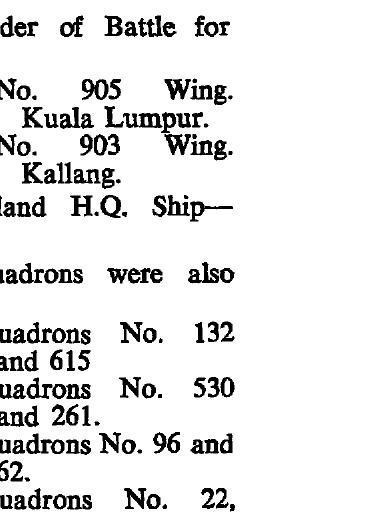 der of Battle for
No. 905 Wing.
Kuala Lumpur.
No. 903 Wing.
Kallang.
land H.Q. Ship—
uadrons were also
uadrons No. 132
and 615
uadrons No. 530
and 261.
uadrons No. 96 and
62.
uadrons No. 22,